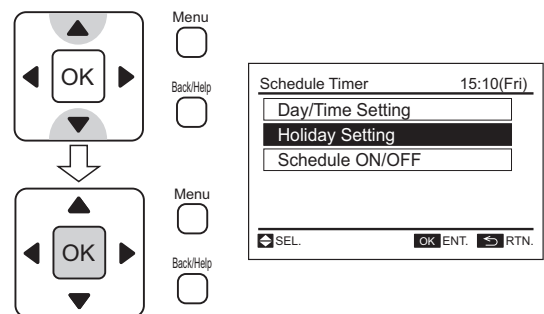 Menu
OK
Back/Help
Menu
OK
Back/Help
Schedule Timer 15:10(Fri)
Day/Time Setting
Holiday Setting
Schedule ON/OFF
SEL. OK ENT. RTN.